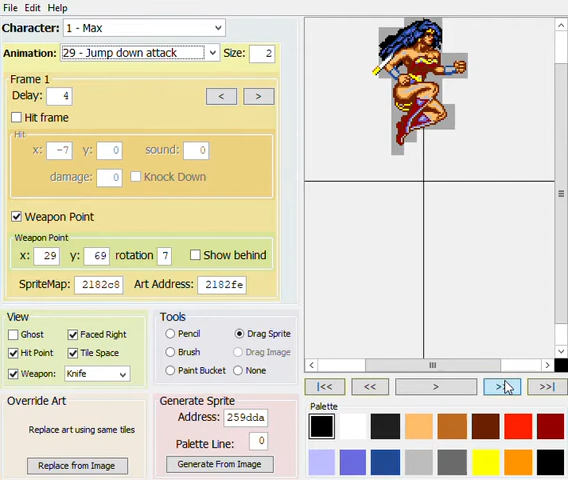 File Edit Help
Character: 1 - Max
Animation: 29 - Jump down attack Size: 2
Frame 1
Delay: 4 < >
Hit frame
Hit
x: -7 y: 0 sound: 0
damage: 0 Knock Down
Weapon Point
Weapon Point
x: 29 y: 69 rotation 7 Show behind
SpriteMap: 2182c8 Art Address: 2182fe
View
Ghost Faced Right
Hit Point Tile Space
Weapon: Knife
Tools
Pencil Drag Sprite
Brush Drag Image
Paint Bucket None
Override Art
Replace art using same tiles
Replace from Image
Generate Sprite
Address: 259dda
Palette Line: 0
Generate From Image
|<< << > >> >>|
Palette